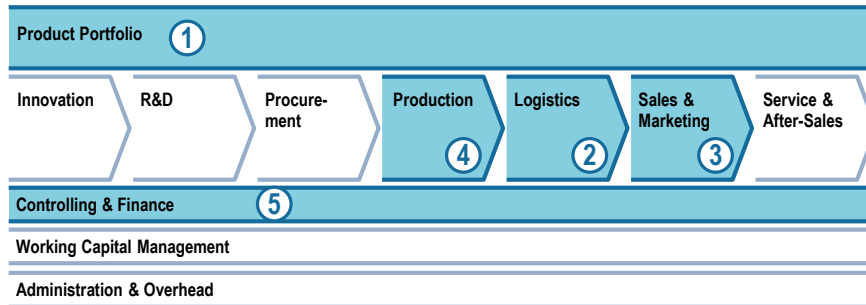 Product Portfolio 1
Innovation
R&D
Procure-
ment
Production
4
Logistics
2
Sales &
Marketing
3
Service &
After-Sales
Controlling & Finance 5
Working Capital Management
Administration & Overhead